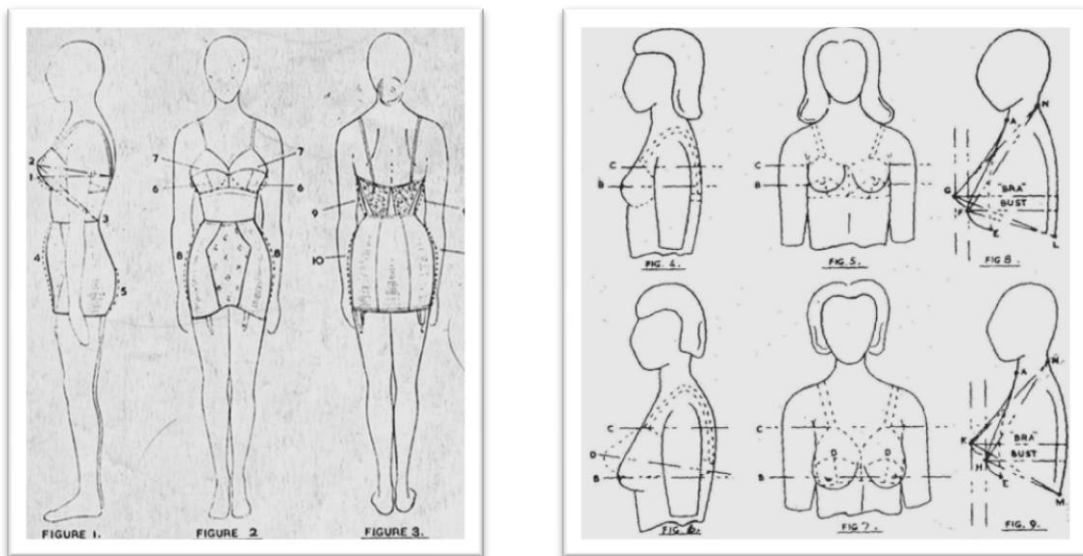 2
1
3
4
5
FIGURE 1.
7 7
6 6
8 8
FIGURE 2
9
10
FIGURE 3.
C
B
FIG. 4.
C
B
FIG. 5.
A N
G "BRA"
F BUST
E
L
FIG 8.
C
D
B
FIG. 6.
C
D D
B
FIG 7.
A N
K "BRA"
H BUST
E
M
FIG. 9.